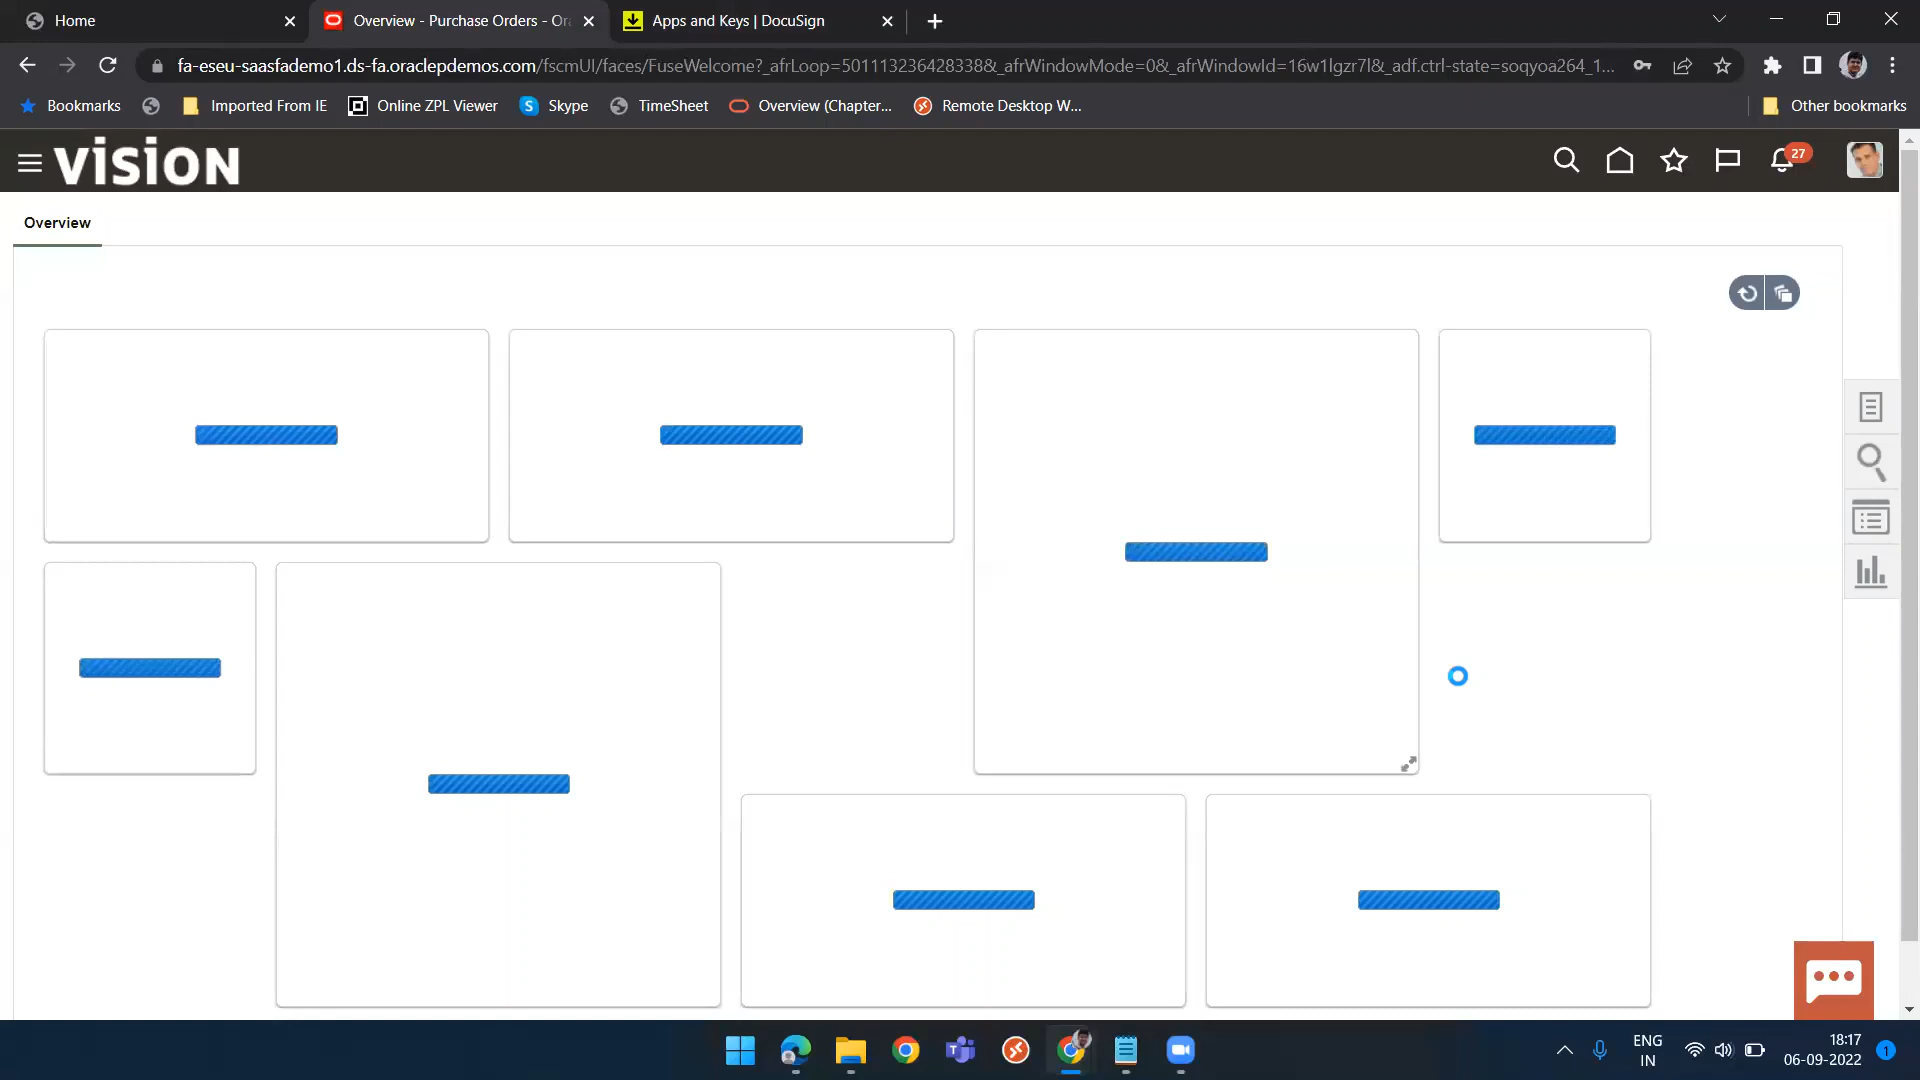 Home
Overview - Purchase Orders - Ora
Apps and Keys | DocuSign
fa-eseu-saasfademo1.ds-fa.oraclepdemos.com/fscmUI/faces/FuseWelcome?_afrLoop=50111323642833​8&_afrWindowMode=0&_afrWindowId=16w1lgzr7l&_adf.ctrl-state=soqyoa264_1...
Bookmarks
Imported From IE
Online ZPL Viewer
Skype
TimeSheet
Overview (Chapter...
Remote Desktop W...
Other bookmarks
vision
27
Overview
ENG
IN
18:17
06-09-2022
1